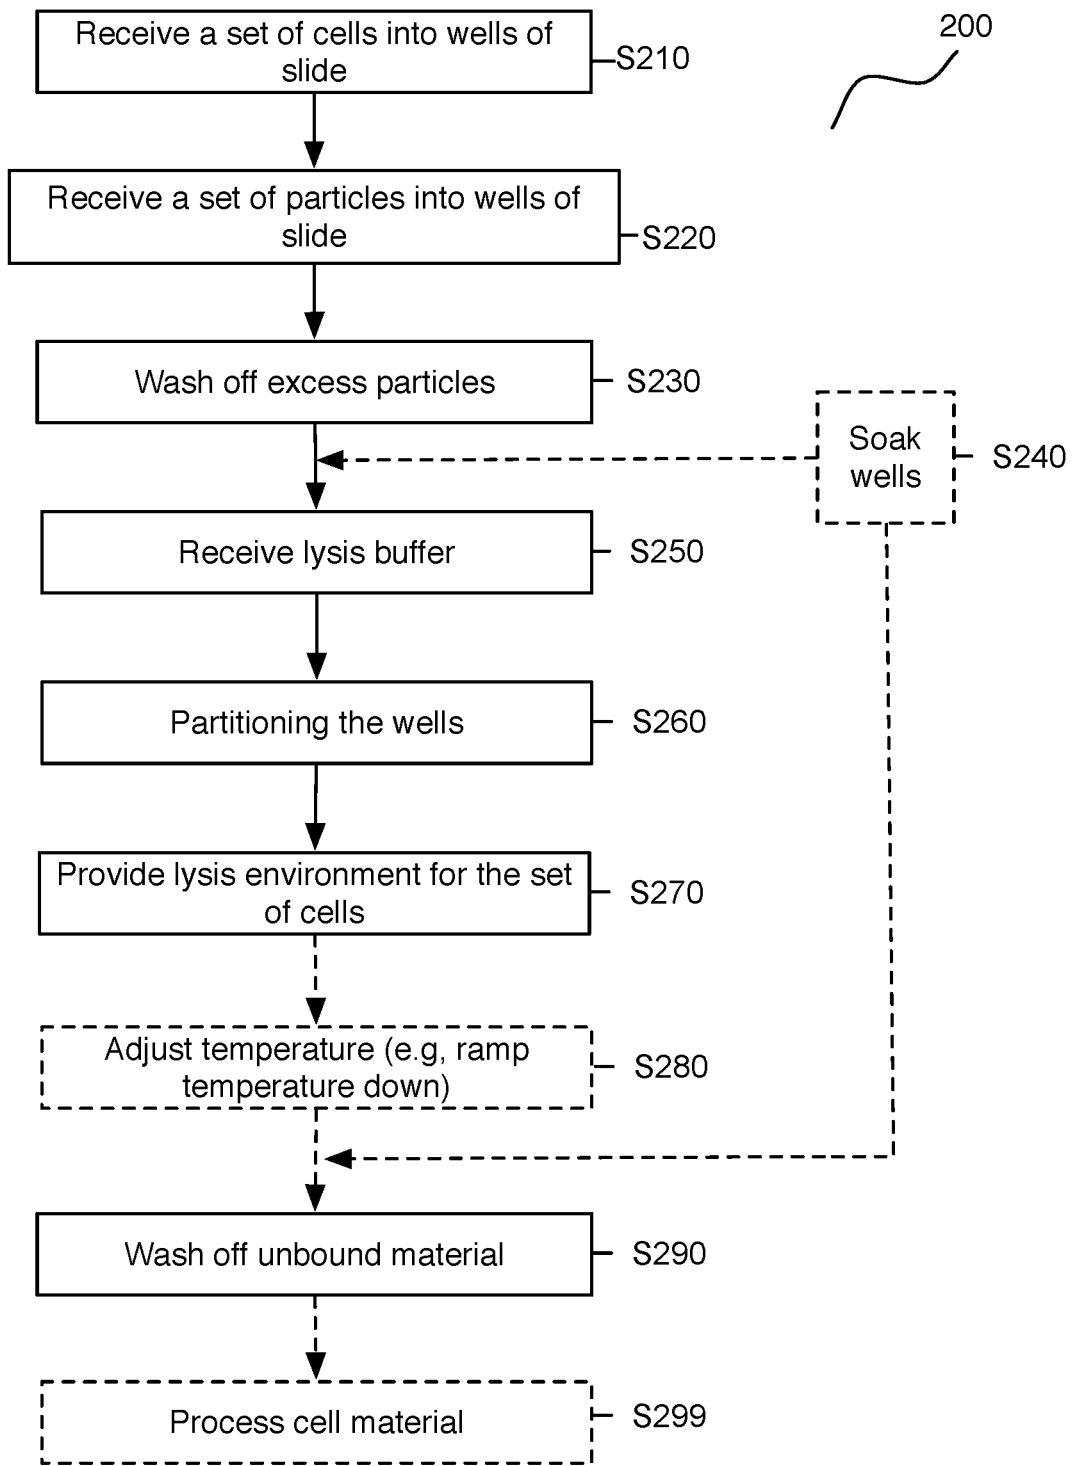 Receive a set of cells into wells of
slide
S210
200
Receive a set of particles into wells of
slide
S220
Wash off excess particles
S230
Soak
wells
S240
Receive lysis buffer
S250
Partitioning the wells
S260
Provide lysis environment for the set
of cells
S270
Adjust temperature (e.g, ramp
temperature down)
S280
Wash off unbound material
S290
Process cell material
S299